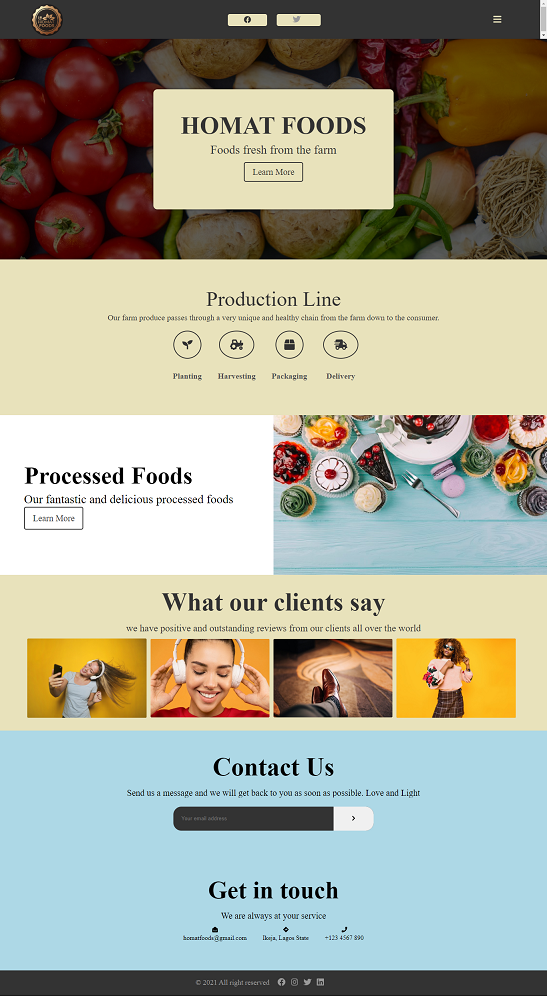 HOMAT
FOODS
HOMAT FOODS
Foods fresh from the farm
Learn More
Production Line
Our farm produce passes through a very unique and healthy chain from the farm down to the consumer.
Planting Harvesting Packaging Delivery
Processed Foods
Our fantastic and delicious processed foods
Learn More
What our clients say
we have positive and outstanding reviews from our clients all over the world
Contact Us
Send us a message and we will get back to you as soon as possible. Love and Light
Your email address
Get in touch
We are always at your service
homatfoods@gmail.com Ikeja, Lagos State +123 4567 890
© 2021 All right reserved